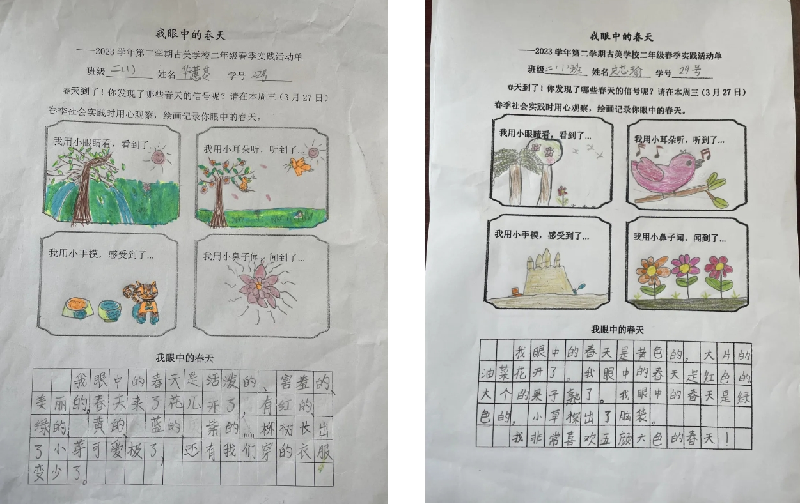 我眼中的春天
——2023学年第二学期古美学校二年级春季实践活动单
班级 二(1) 姓名 学号
春天到了！你发现了哪些春天的信号呢？请在本周三（3月27日）
春季社会实践时用心观察，绘画记录你眼中的春天。
我用小眼睛看，看到了...
我用小耳朵听，听到了...
我用小手摸，感受到了...
我用小鼻子闻，闻到了...
我眼中的春天
我眼中的春天是活泼的、害羞的、
美丽的。春天来了花儿开了，有红的、
绿的、黄的、蓝的、紫的……柳树长出
了小芽可爱极了，还有我们穿的衣服
变少了。
我眼中的春天
——2023学年第二学期古美学校二年级春季实践活动单
班级 二(1)班 姓名 学号 29号
春天到了！你发现了哪些春天的信号呢？请在本周三（3月27日）
春季社会实践时用心观察，绘画记录你眼中的春天。
我用小眼睛看，看到了...
我用小耳朵听，听到了...
我用小手摸，感受到了...
我用小鼻子闻，闻到了...
我眼中的春天
我眼中的春天是黄色的，大片的
油菜花开了。我眼中的春天是红色的，
大个的果子熟了。我眼中的春天是绿
色的，小草探出了脑袋。
我非常喜欢五颜六色的春天！